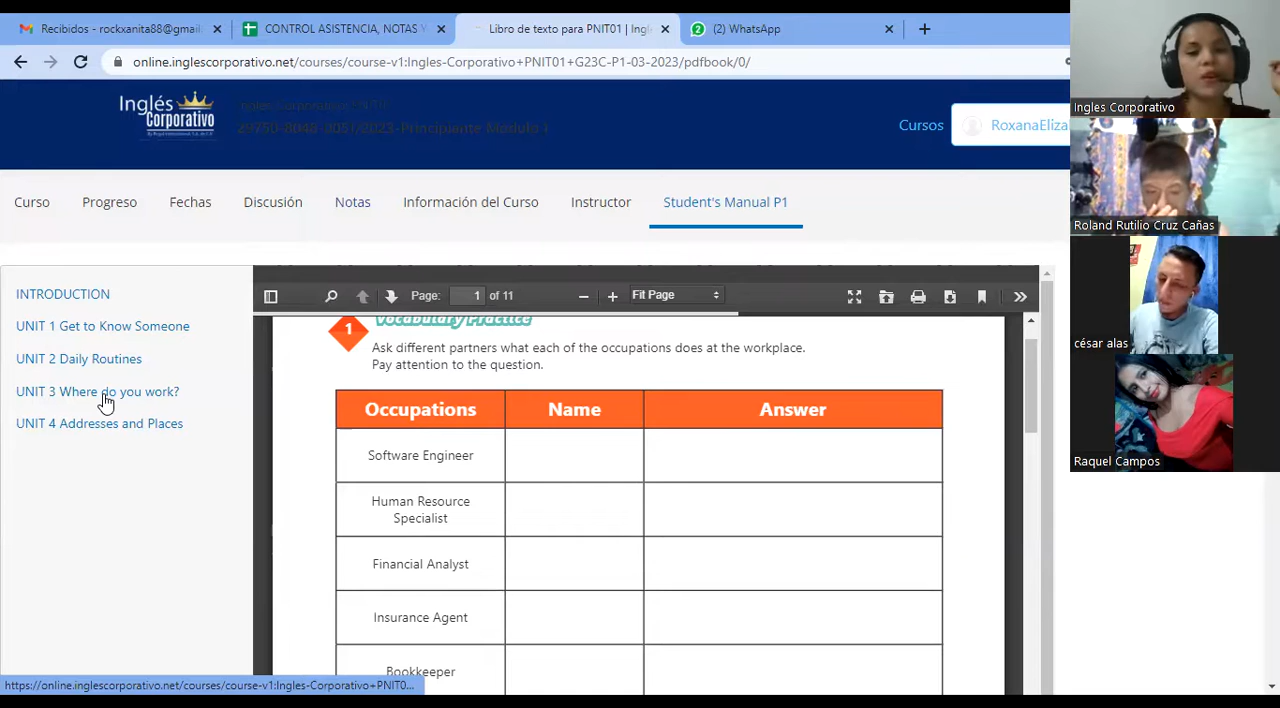 Recibidos - rockxanita88@gmail
CONTROL ASISTENCIA, NOTAS Y
Libro de texto para PNIT01 | Ingl
(2) WhatsApp
online.inglescorporativo.net/courses/course-v1:Ingles-Corporativo+PNIT01+G23C-P1-03-2023/pdfbook/0/
Inglés
Corporativo
Cursos
RoxanaEliza
Curso
Progreso
Fechas
Discusión
Notas
Información del Curso
Instructor
Student's Manual P1
INTRODUCTION
UNIT 1 Get to Know Someone
UNIT 2 Daily Routines
UNIT 3 Where do you work?
UNIT 4 Addresses and Places
Page: 1 of 11
Fit Page
1
Vocabulary Practice
Ask different partners what each of the occupations does at the workplace.
Pay attention to the question.
Occupations Name Answer
Software Engineer
Human Resource
Specialist
Financial Analyst
Insurance Agent
Bookkeeper
https://online.inglescorporativo.net/courses/course-v1:Ingles-Corporativo+PNIT0...
Ingles Corporativo
Roland Rutilio Cruz Cañas
césar alas
Raquel Campos